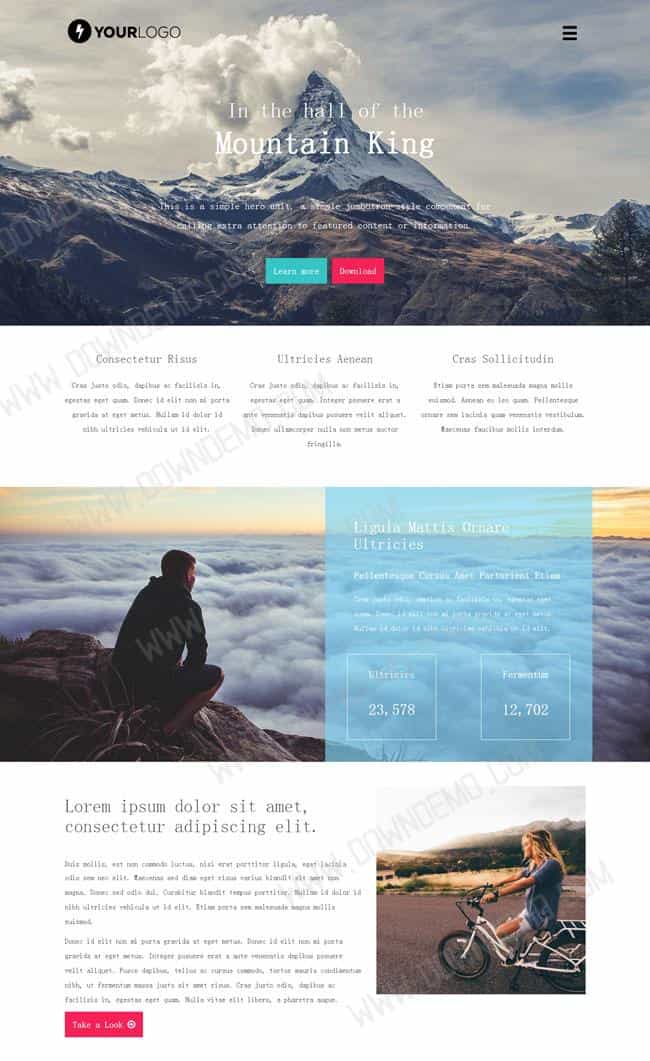 YOURLOGO
In the hall of the
Mountain King
This is a simple hero unit, a simple jumbotron-style component for
calling extra attention to featured content or information.
Learn more
Download
Consectetur Risus
Cras justo odio, dapibus ac facilisis in,
egestas eget quam. Donec id elit non mi porta
gravida at eget metus. Nullam id dolor id
nibh ultricies vehicula ut id elit.
Ultricies Aenean
Cras justo odio, dapibus ac facilisis in,
egestas eget quam. Integer posuere erat a
ante venenatis dapibus posuere velit aliquet.
Donec ullamcorper nulla non metus auctor
fringilla.
Cras Sollicitudin
Etiam porta sem malesuada magna mollis
euismod. Aenean eu leo quam. Pellentesque
ornare sem lacinia quam venenatis vestibulum.
Maecenas faucibus mollis interdum.
Ligula Mattis Ornare
Ultricies
Pellentesque Cursus Amet Parturient Etiam
Cras justo odio, dapibus ac facilisis in, egestas eget
quam. Donec id elit non mi porta gravida at eget metus.
Nullam id dolor id nibh ultricies vehicula ut id elit.
Ultricies
23,578
Fermentum
12,702
Lorem ipsum dolor sit amet,
consectetur adipiscing elit.
Duis mollis, est non commodo luctus, nisi erat porttitor ligula, eget lacinia
odio sem nec elit. Maecenas sed diam eget risus varius blandit sit amet non
magna. Donec sed odio dui. Curabitur blandit tempus porttitor. Nullam id dolor id
nibh ultricies vehicula ut id elit. Etiam porta sem malesuada magna mollis
euismod.
Donec id elit non mi porta gravida at eget metus. Donec id elit non mi porta
gravida at eget metus. Integer posuere erat a ante venenatis dapibus posuere
velit aliquet. Fusce dapibus, tellus ac cursus commodo, tortor mauris condimentum
nibh, ut fermentum massa justo sit amet risus. Cras justo odio, dapibus ac
facilisis in, egestas eget quam. Nulla vitae elit libero, a pharetra augue.
Take a Look
WWW.DOWNDEMO.COM